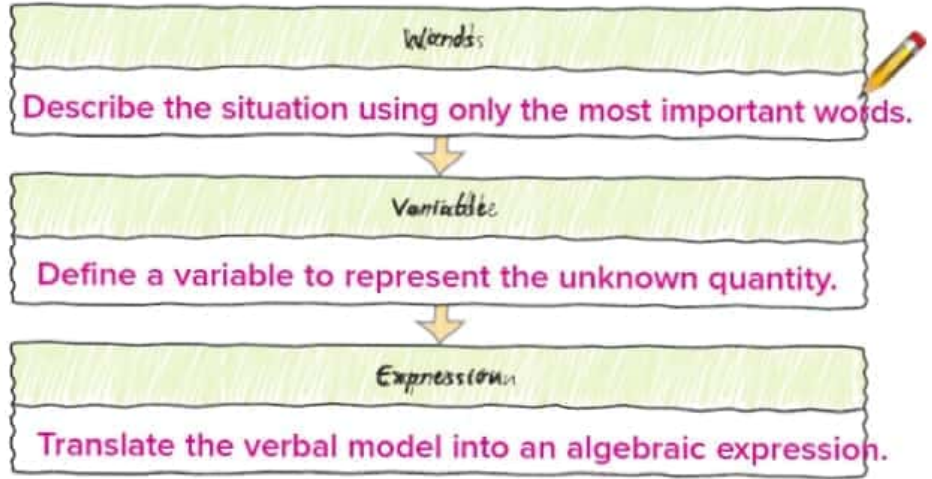 Words
Describe the situation using only the most important words.
Variable
Define a variable to represent the unknown quantity.
Expression
Translate the verbal model into an algebraic expression.